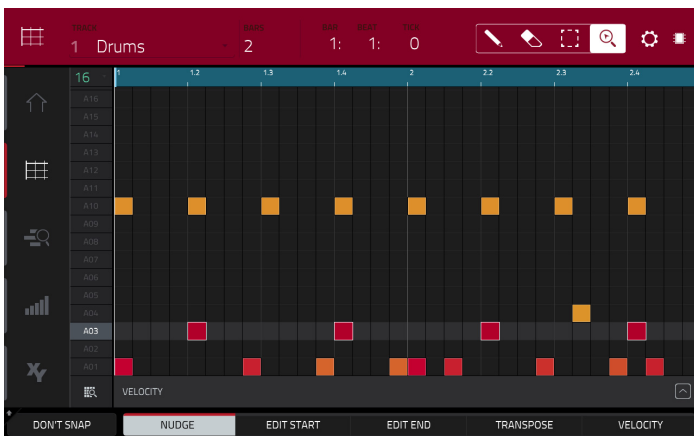 TRACK BARS BAR BEAT TICK
1 Drums 2 1: 1: 0
16 1 1.2 1.3 1.4 2 2.2 2.3 2.4
A16
A15
A14
A13
A12
A11
A10
A09
A08
A07
A06
A05
A04
A03
A02
A01
XY
VELOCITY
DON'T SNAP NUDGE EDIT START EDIT END TRANSPOSE VELOCITY